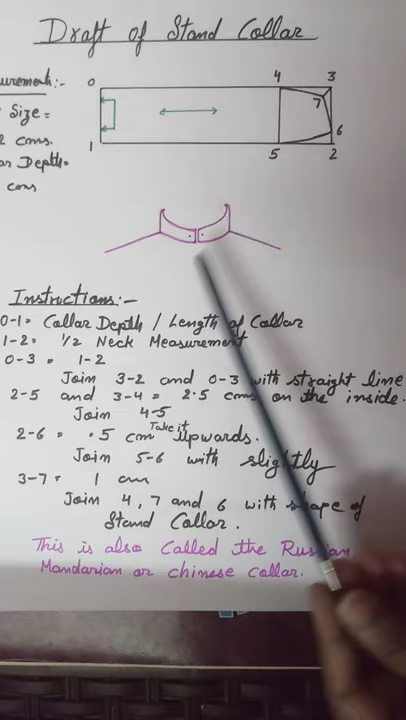 Draft of Stand Collar
urement:-
Size =
2 cms.
ar Depth=
cms
0 4 3
7
6
1 5 2
Instructions:-
0-1= Collar Depth / Length of Collar
1-2= 1/2 Neck Measurement
0-3 = 1-2
Join 3-2 and 0-3 with straight line
2-5 and 3-4 = 2.5 cms on the inside.
Join 4-5
2-6 = .5 cm Take it Upwards.
Join 5-6 with slightly
3-7= 1 cm
Join 4, 7 and 6 with shape of
Stand Collar.
This is also Called the Russian
Mandarian or chinese collar.